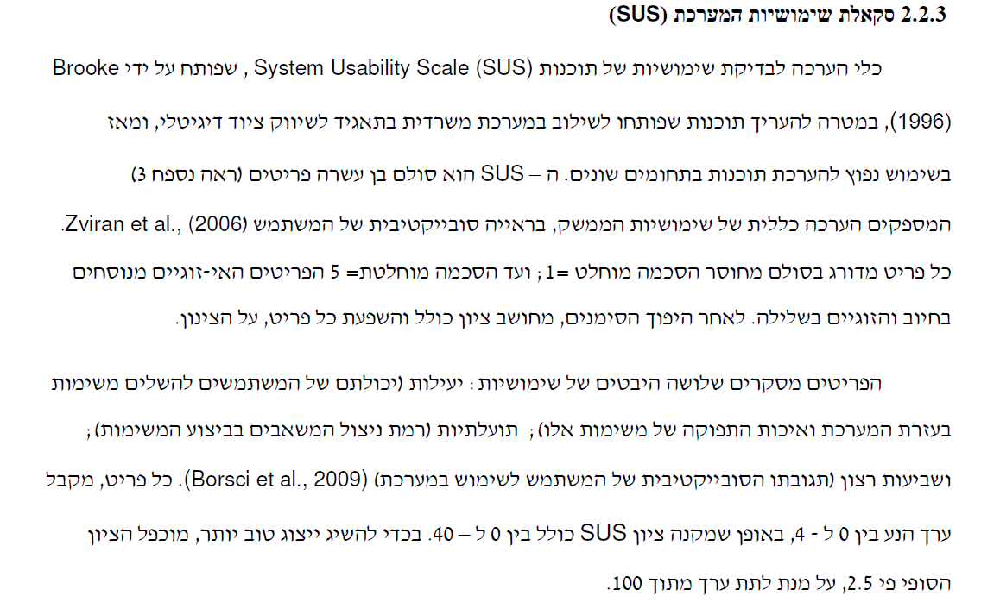 2.2.3 סקאלת שימושיות המערכת (SUS)
כלי הערכה לבדיקת שימושיות של תוכנות System Usability Scale (SUS) , שפותח על ידי Brooke
(1996), במטרה להעריך תוכנות שפותחו לשילוב במערכת משרדית בתאגיד לשיווק ציוד דיגיטלי, ומאז
בשימוש נפוץ להערכת תוכנות בתחומים שונים. ה – SUS הוא סולם בן עשרה פריטים (ראה נספח 3)
המספקים הערכה כללית של שימושיות הממשק, בראייה סובייקטיבית של המשתמש (Zviran et al., (2006.
כל פריט מדורג בסולם מחוסר הסכמה מוחלט =1; ועד הסכמה מוחלטת= 5 הפריטים האי-זוגיים מנוסחים
בחיוב והזוגיים בשלילה. לאחר היפוך הסימנים, מחושב ציון כולל והשפעת כל פריט, על הצינון.
הפריטים מסקרים שלושה היבטים של שימושיות: יעילות (יכולתם של המשתמשים להשלים משימות
בעזרת המערכת ואיכות התפוקה של משימות אלו); תועלתיות (רמת ניצול המשאבים בביצוע המשימות);
ושביעות רצון (תגובתו הסובייקטיבית של המשתמש לשימוש במערכת) (Borsci et al., 2009). כל פריט, מקבל
ערך הנע בין 0 ל - 4, באופן שמקנה ציון SUS כולל בין 0 ל – 40. בכדי להשיג ייצוג טוב יותר, מוכפל הציון
הסופי פי 2.5, על מנת לתת ערך מתוך 100.